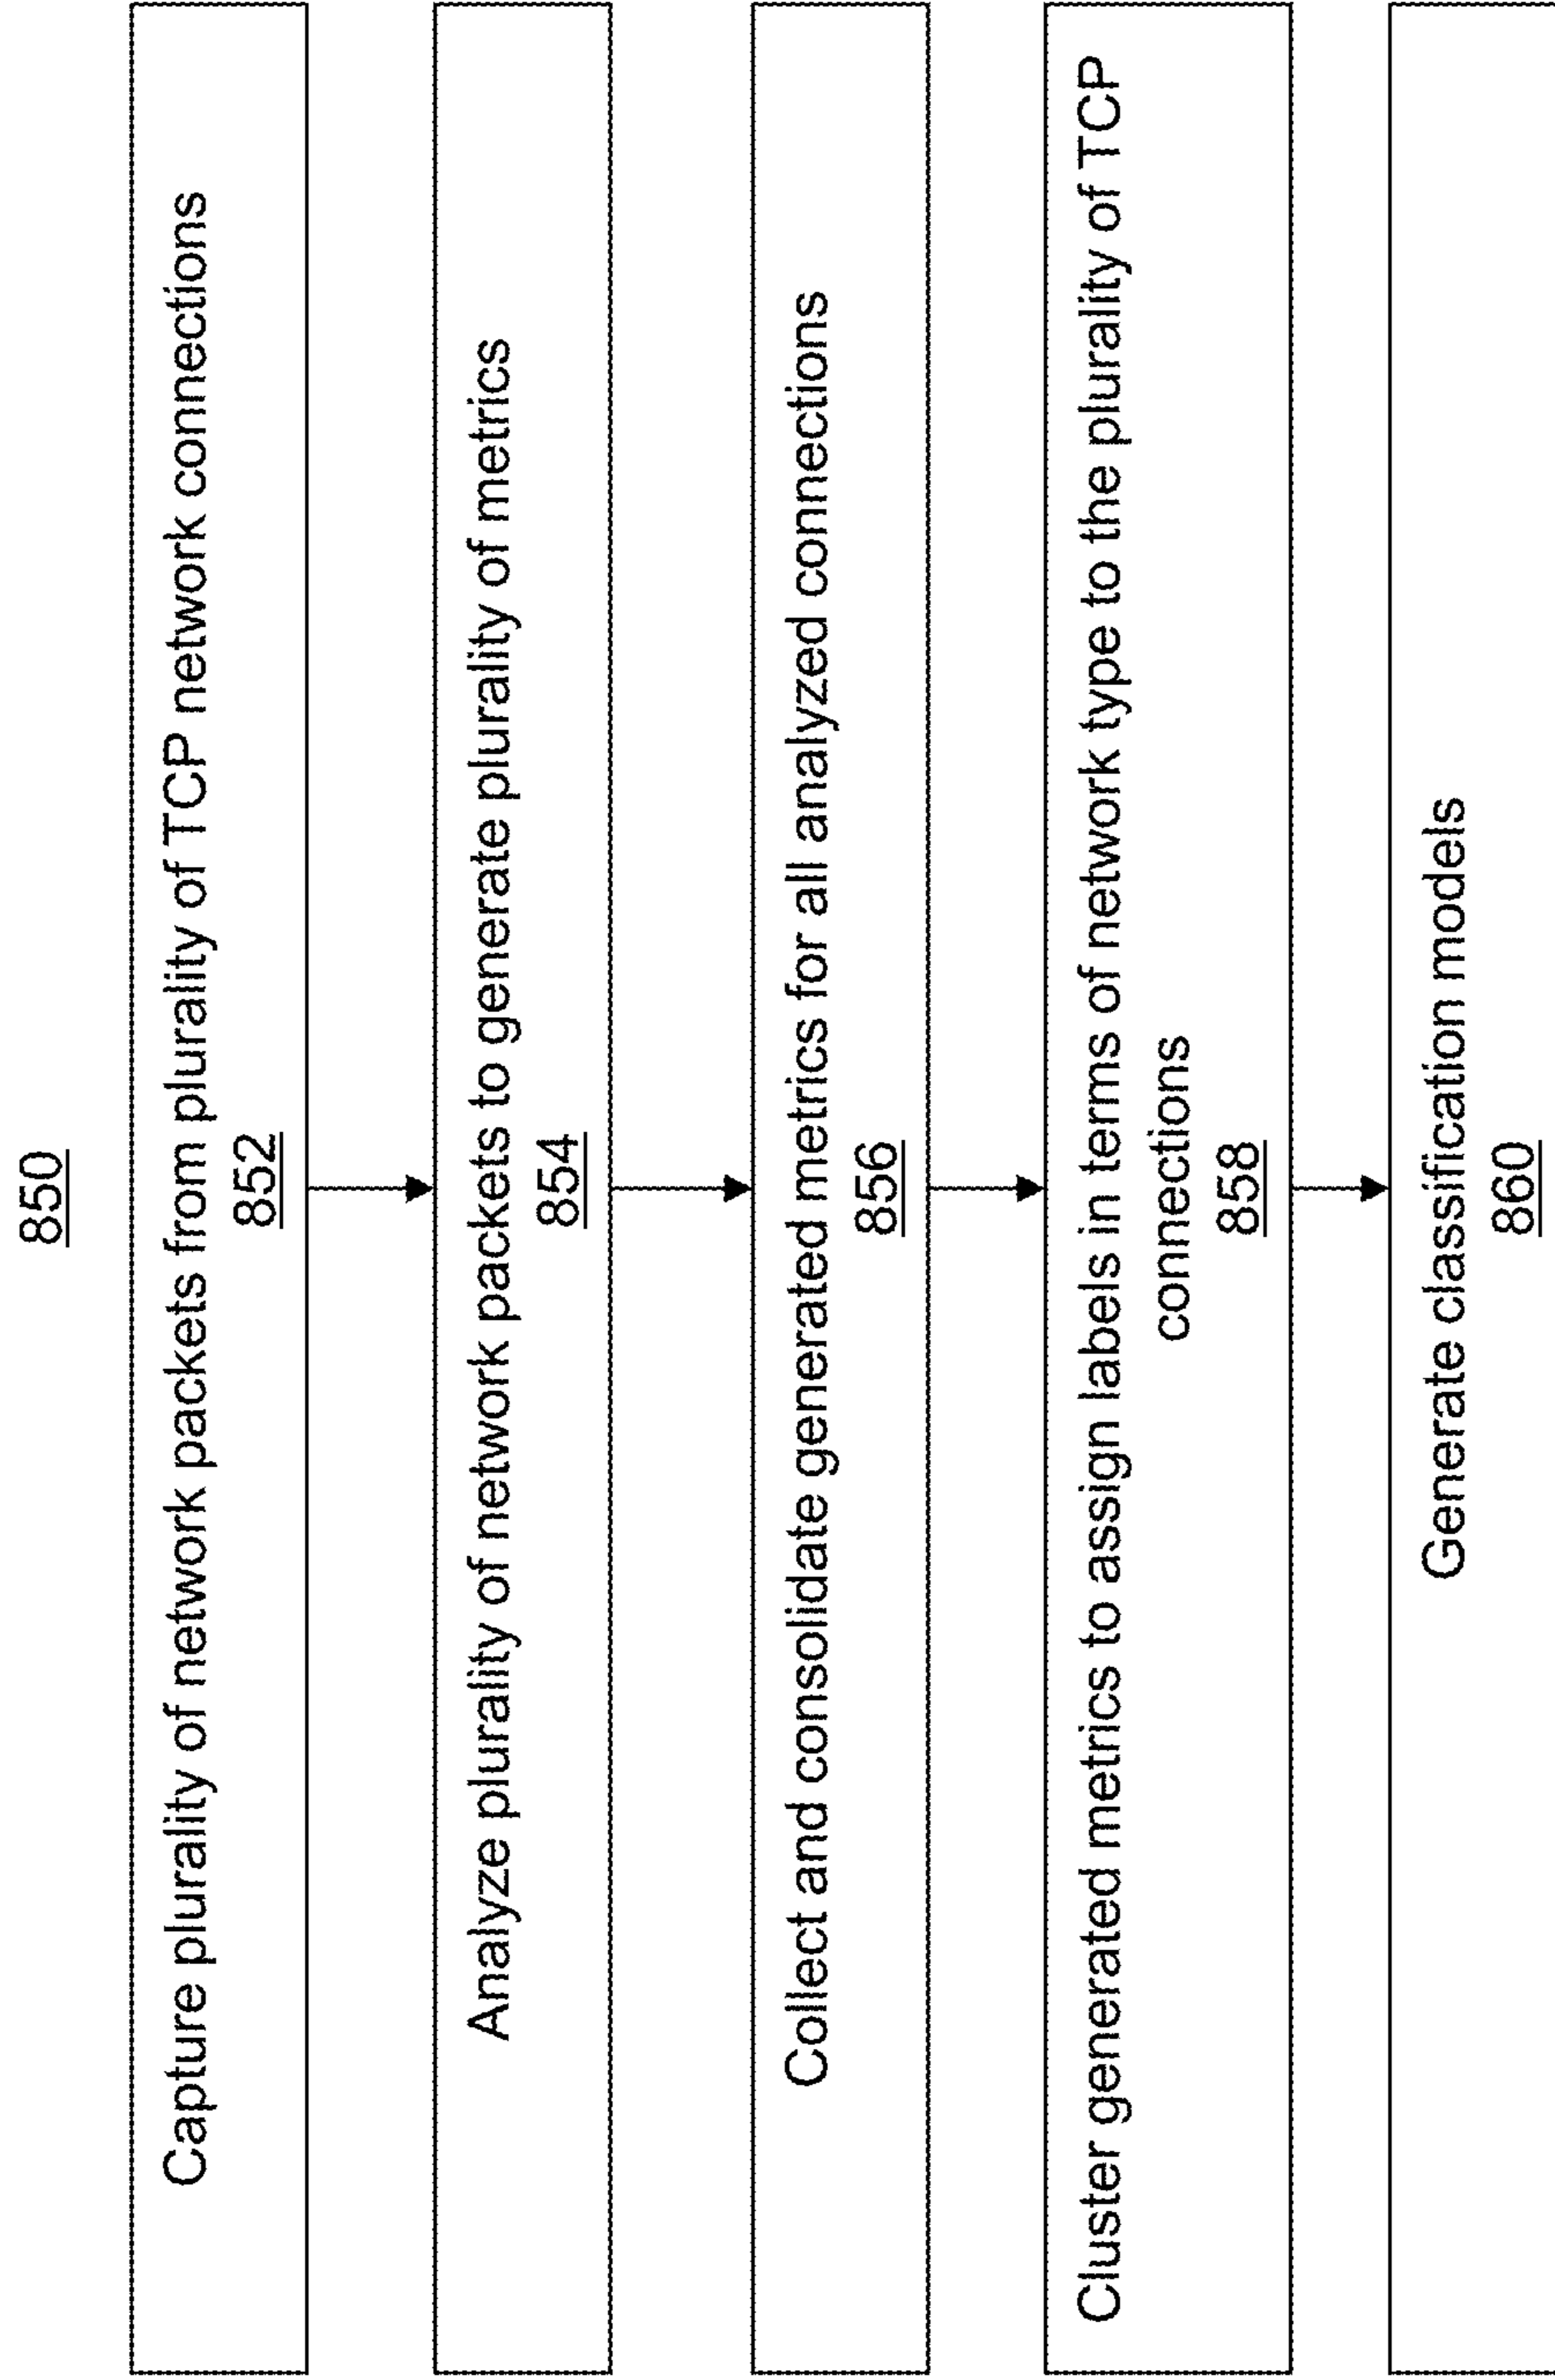 850
Capture plurality of network packets from plurality of TCP network connections
852
Analyze plurality of network packets to generate plurality of metrics
854
Collect and consolidate generated metrics for all analyzed connections
856
Cluster generated metrics to assign labels in terms of network type to the plurality of TCP
connections
858
Generate classification models
860